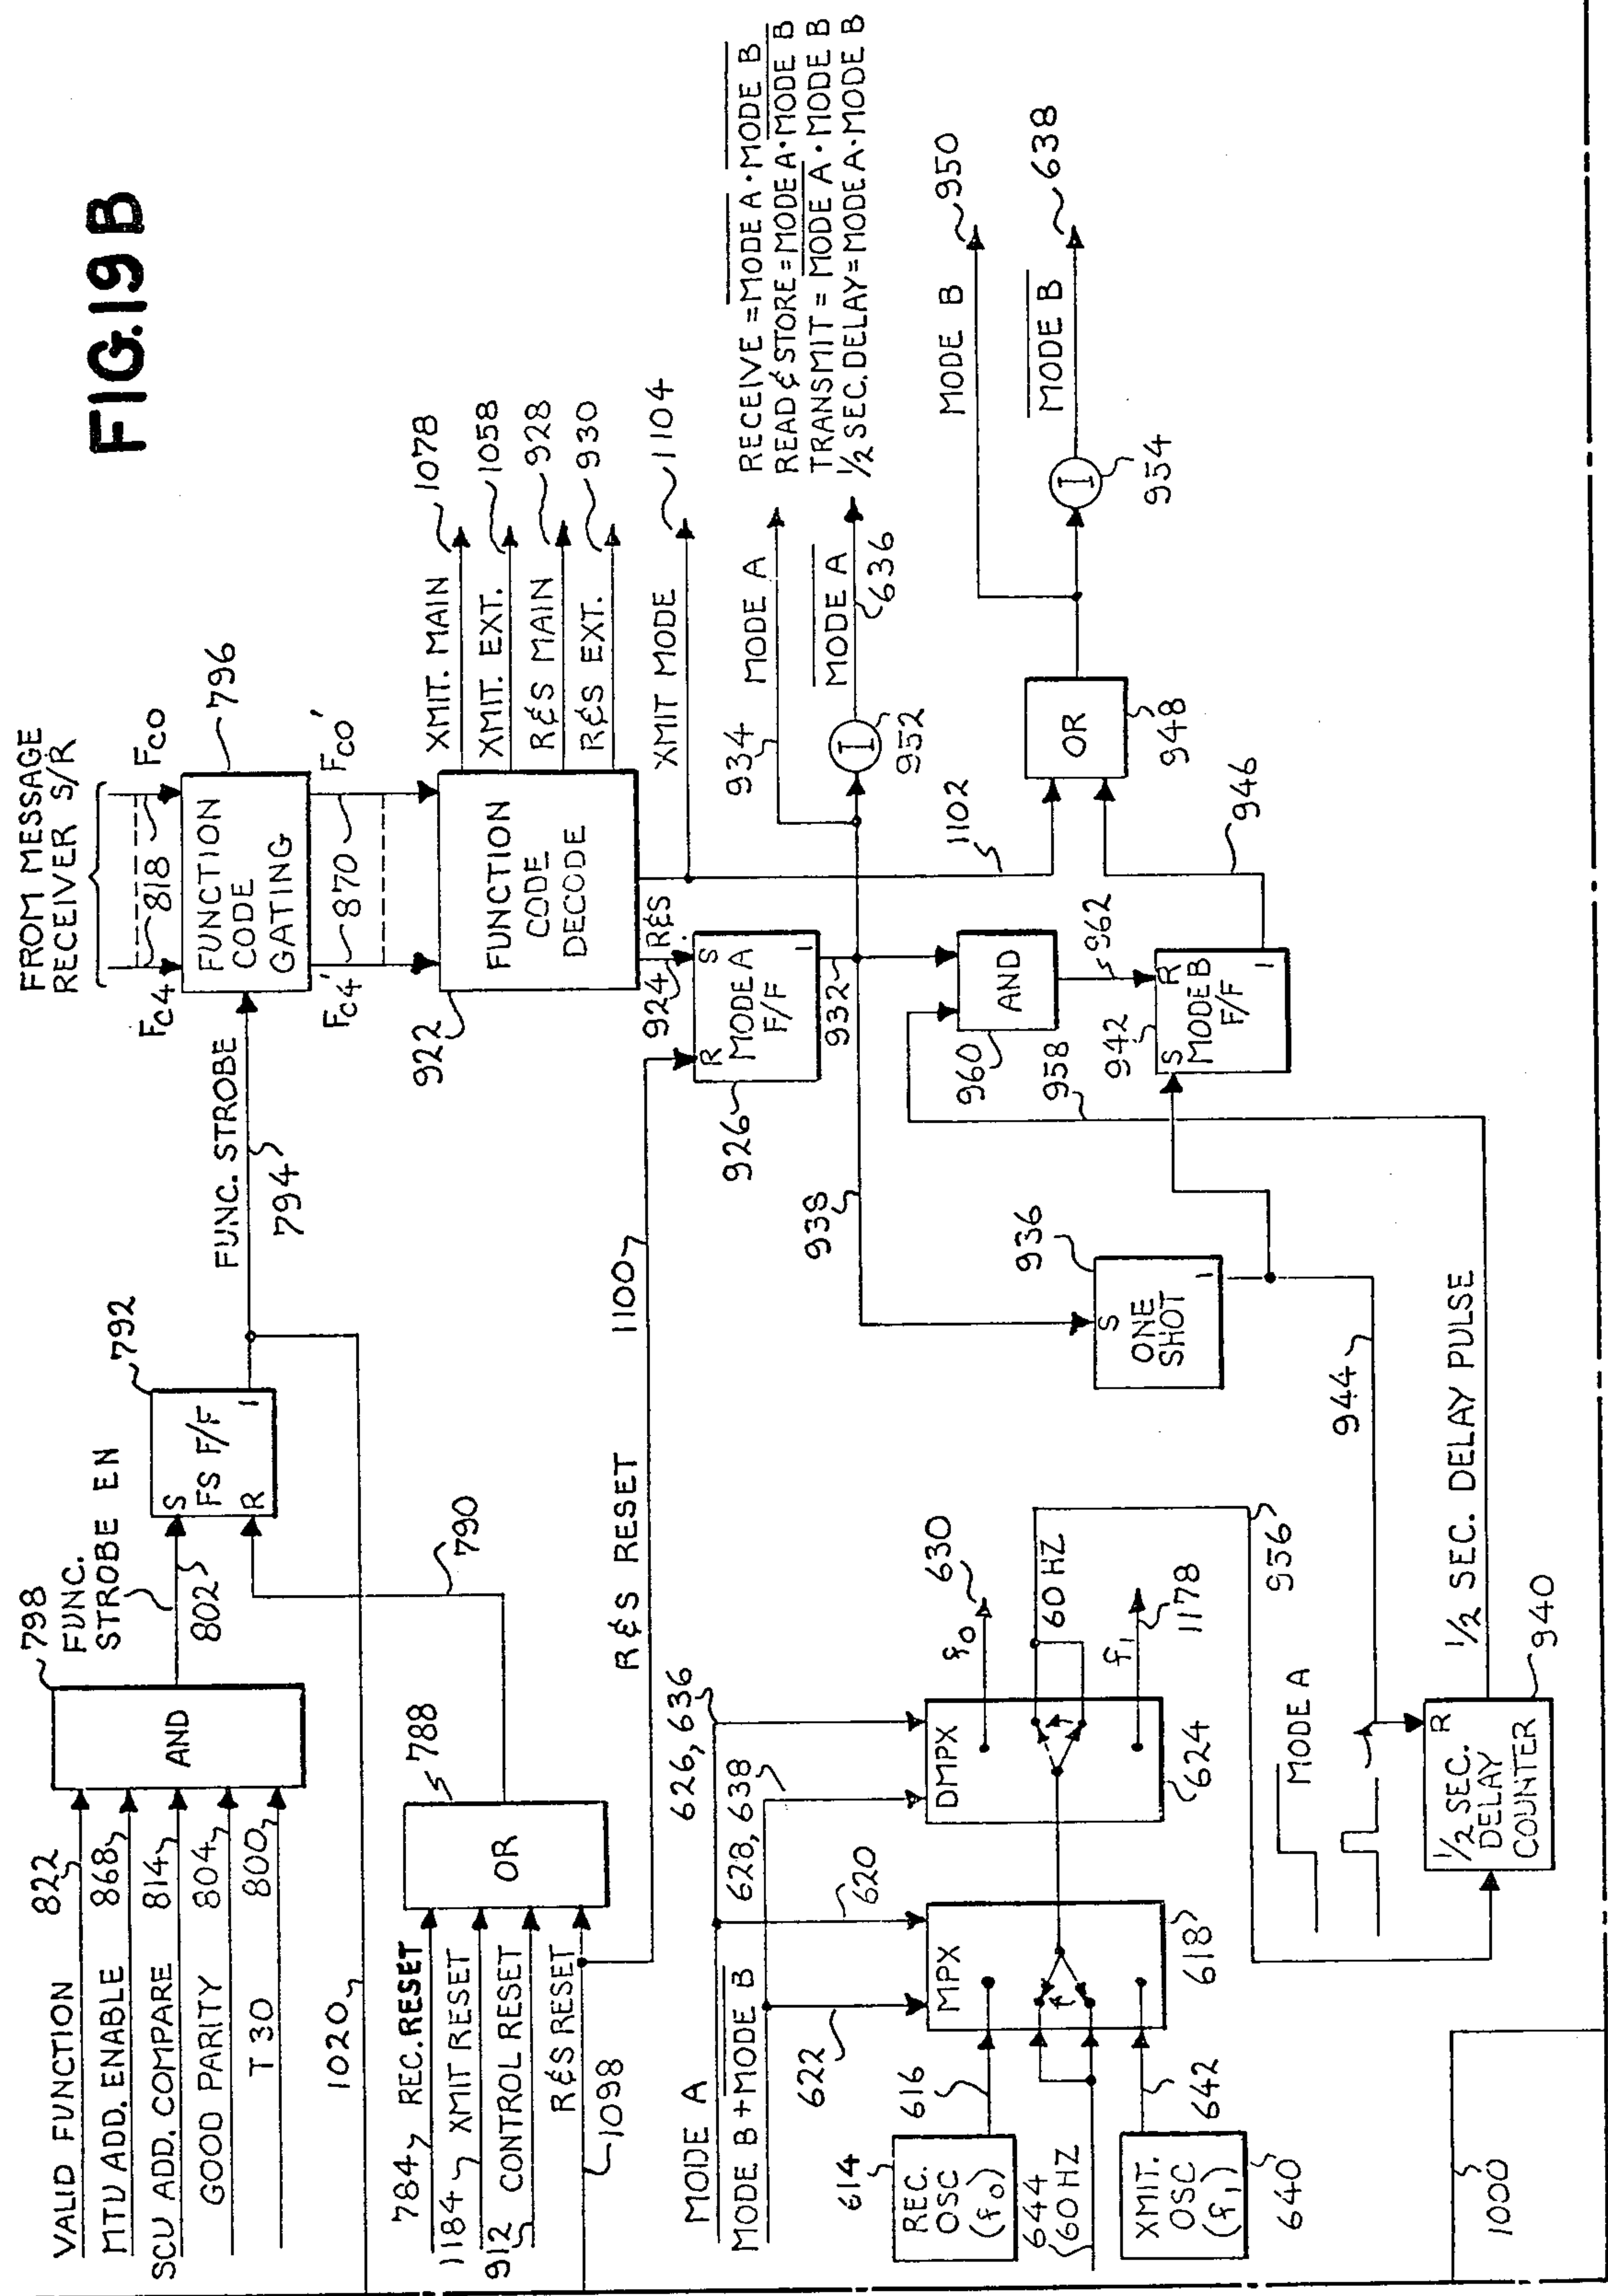 FIG.19 B
FROM MESSAGE
RECEIVER S/R
Fc4
818
Fco
796
FUNCTION
CODE
GATING
FUNC. STROBE
794
Fc4'
870
Fco'
922
FUNCTION
CODE
DECODE
XMIT. MAIN
1078
XMIT. EXT.
1058
R&S MAIN
928
R&S EXT.
930
XMIT MODE
1104
VALID FUNCTION 822
MTU ADD. ENABLE 868
SCU ADD. COMPARE 814
GOOD PARITY 804
T 30 800
798
AND
FUNC.
STROBE EN
802
792
S
FS F/F
R 1
1020
790
784 REC. RESET
1184 XMIT RESET
912 CONTROL RESET
R&S RESET
1098
788
OR
R&S RESET
1100
924
R&S
R S
MODE A
F/F
1
926
932
934
MODE A
MODE A
636
952
I
RECEIVE = MODE A · MODE B
READ & STORE = MODE A · MODE B
TRANSMIT = MODE A · MODE B
1/2 SEC. DELAY = MODE A · MODE B
938
936
S
ONE
SHOT
1
960
AND
958
962
942
S R
MODE B
F/F
1
946
1102
OR
948
MODE B
950
MODE B
638
I
954
944
MODE A
MODE B + MODE B
626, 636
628, 638
622
620
614
REC.
OSC
(f0)
616
644
60 HZ
XMIT.
OSC
(f1)
640
642
MPX
618
DMPX
624
f0
630
60 HZ
f1
1178
956
MODE A
R
1/2 SEC.
DELAY
COUNTER
940
1/2 SEC. DELAY PULSE
1000